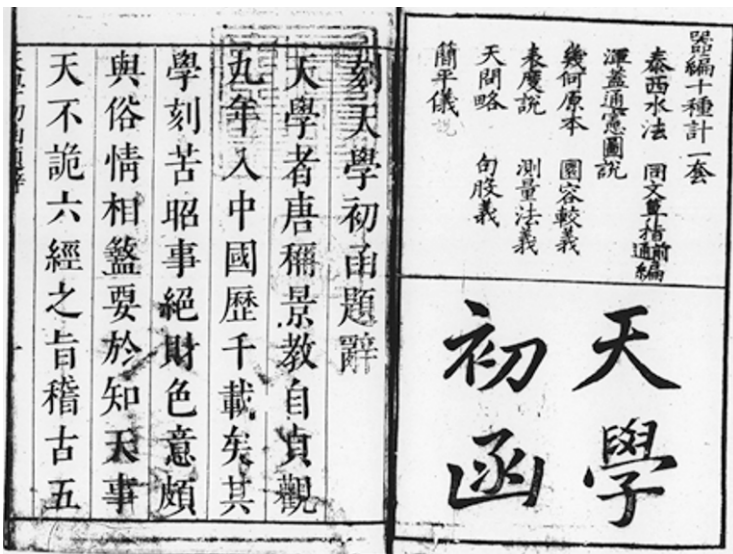 器編十種計一套
泰西水法 同文算指前編通編
渾蓋通憲圖說
幾何原本 圜容較義
表度說 測量法義
天問略 勾股義
簡平儀說
天學
初函
刻天學初函題辭
天學者唐稱景教自貞觀
九年入中國歷千載矣其
學刻苦昭事絕財色意頗
與俗情相盭要於知天事
天不詭六經之旨稽古五